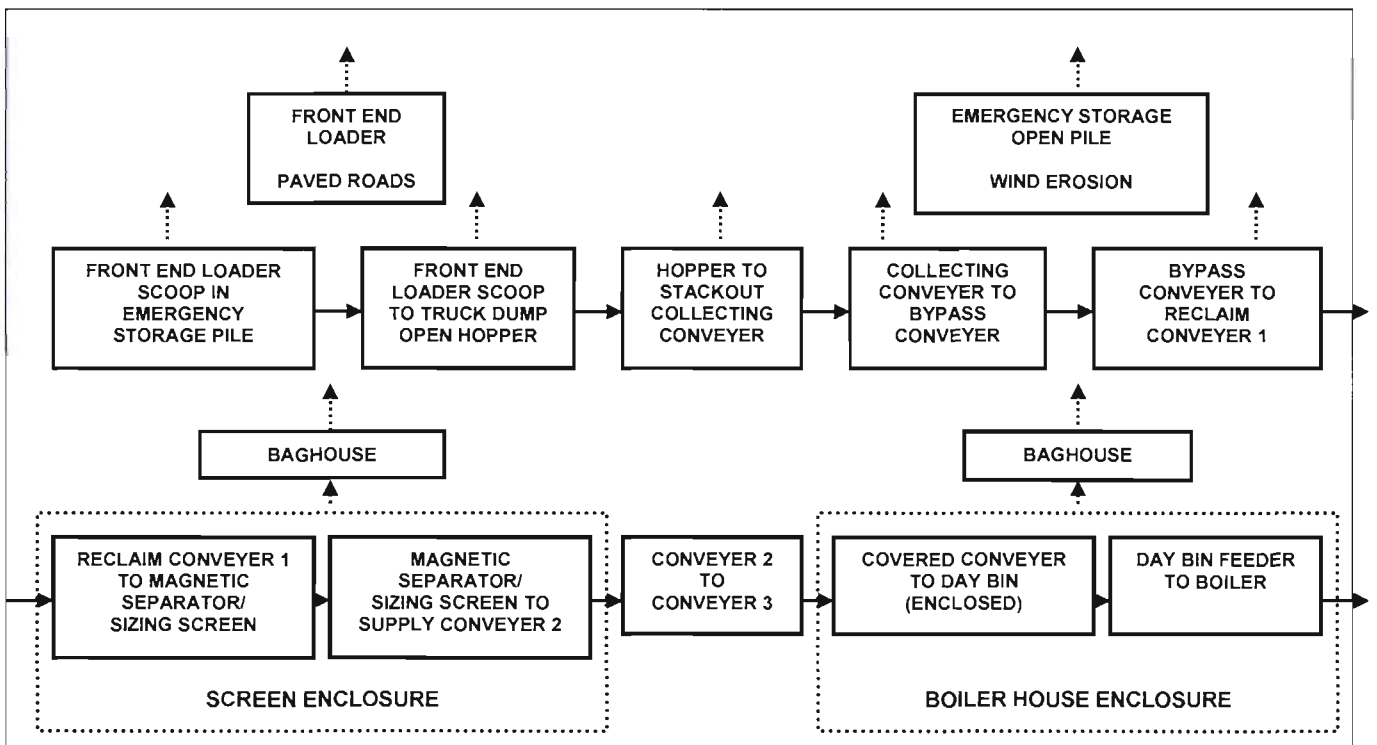 FRONT END
LOADER
PAVED ROADS
EMERGENCY STORAGE
OPEN PILE
WIND EROSION
FRONT END LOADER
SCOOP IN
EMERGENCY
STORAGE PILE
FRONT END
LOADER SCOOP
TO TRUCK DUMP
OPEN HOPPER
HOPPER TO
STACKOUT
COLLECTING
CONVEYER
COLLECTING
CONVEYER TO
BYPASS
CONVEYER
BYPASS
CONVEYER TO
RECLAIM
CONVEYER 1
BAGHOUSE
BAGHOUSE
RECLAIM CONVEYER 1
TO MAGNETIC
SEPARATOR/
SIZING SCREEN
MAGNETIC
SEPARATOR/
SIZING SCREEN TO
SUPPLY CONVEYER 2
CONVEYER 2
TO
CONVEYER 3
COVERED CONVEYER
TO DAY BIN
(ENCLOSED)
DAY BIN FEEDER
TO BOILER
SCREEN ENCLOSURE
BOILER HOUSE ENCLOSURE